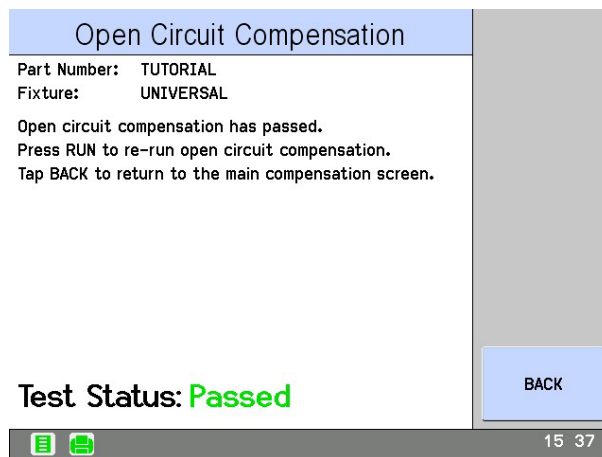 Open Circuit Compensation
Part Number: TUTORIAL
Fixture: UNIVERSAL
Open circuit compensation has passed.
Press RUN to re-run open circuit compensation.
Tap BACK to return to the main compensation screen.
Test Status: Passed
BACK
15 37